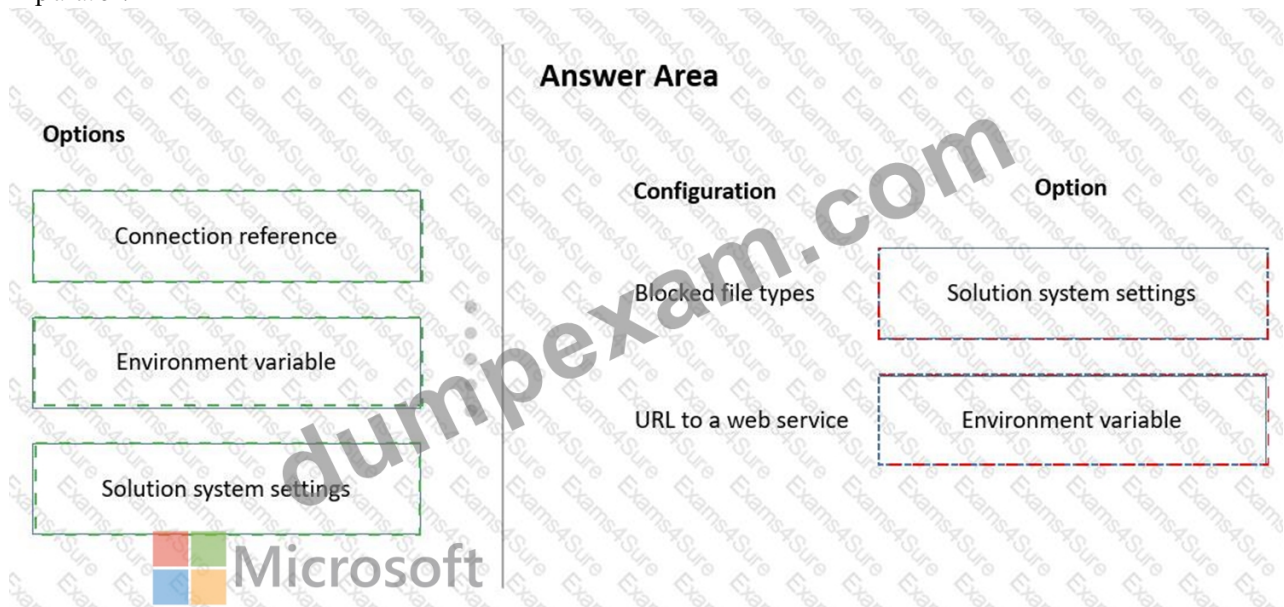 Answer Area
Options
Configuration Option
Connection reference
Blocked file types Solution system settings
Environment variable
URL to a web service Environment variable
Solution system settings
dumpexam.com
Microsoft
Exams4Sure